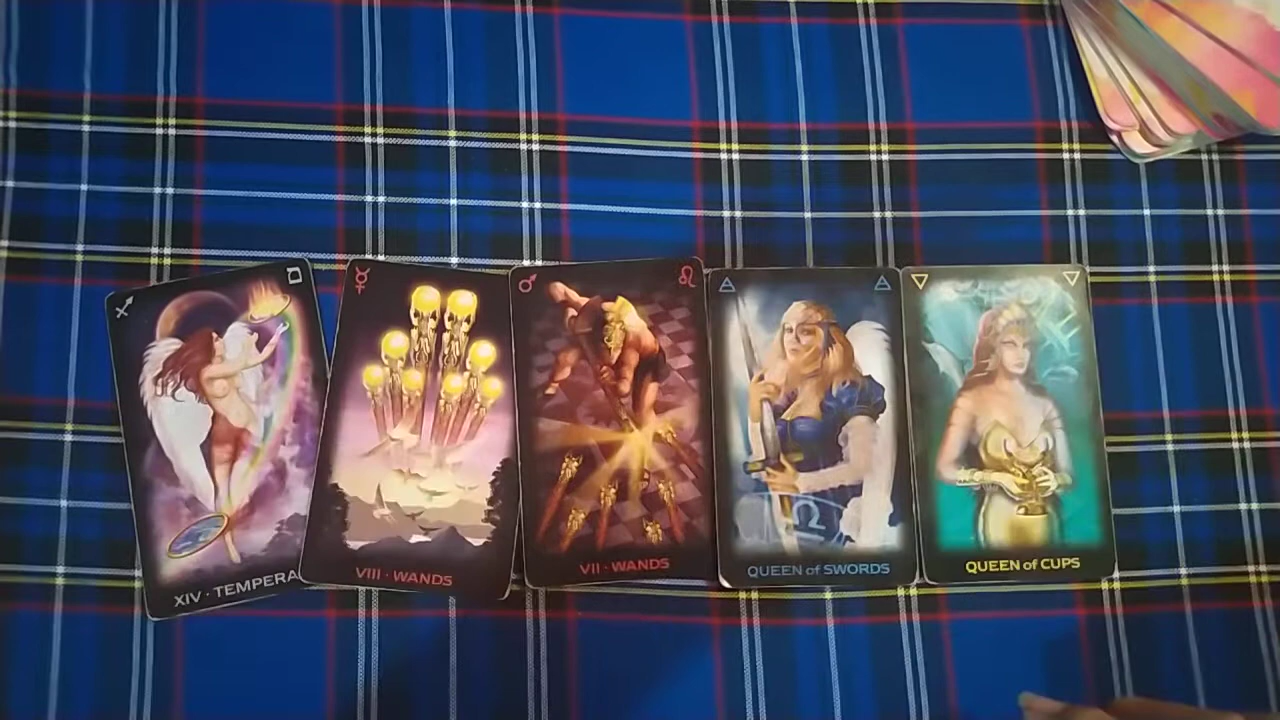 XIV · TEMPERA
VIII · WANDS
VII · WANDS
QUEEN of SWORDS
QUEEN of CUPS